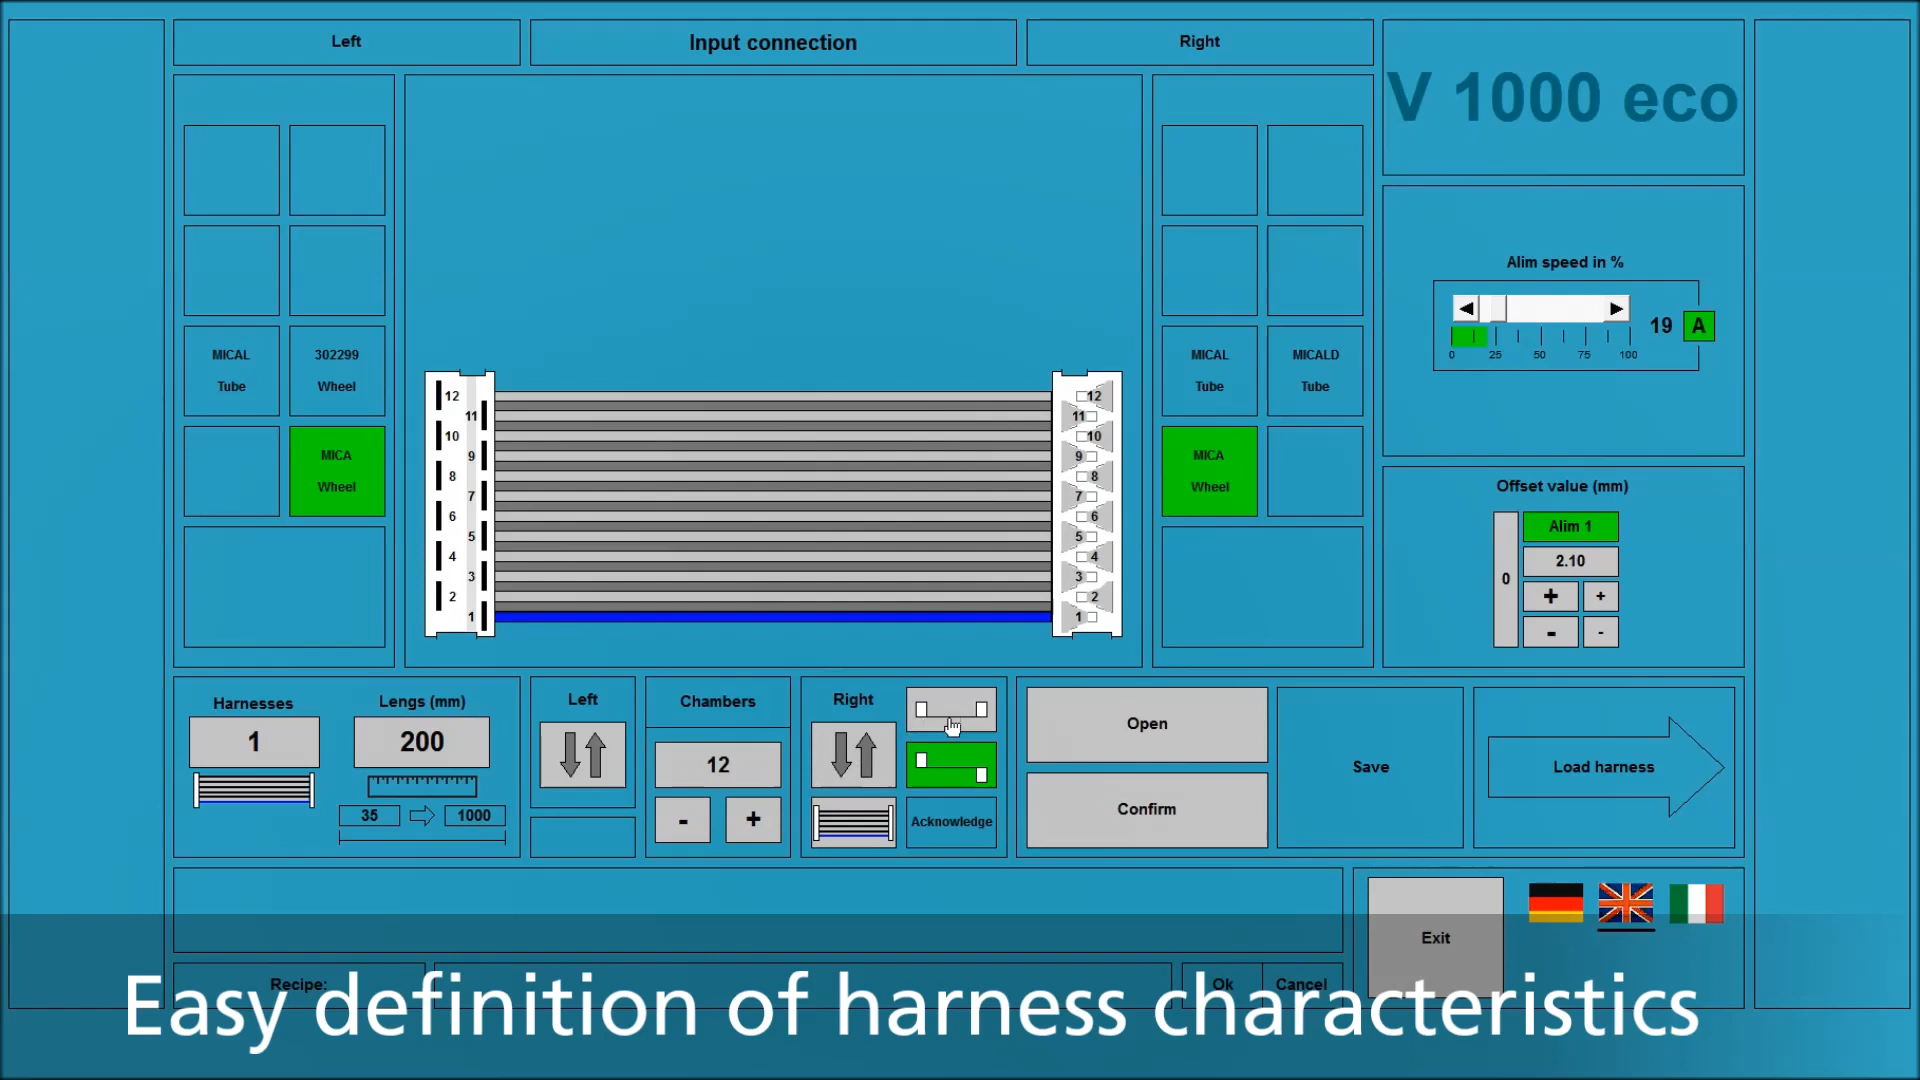 Left
Input connection
Right
V 1000 eco
MICAL
Tube
302299
Wheel
MICA
Wheel
12
11
10
9
8
7
6
5
4
3
2
1
12
11
10
9
8
7
6
5
4
3
2
1
MICAL
Tube
MICALD
Tube
MICA
Wheel
Alim speed in %
0 25 50 75 100
19 A
Offset value (mm)
0
Alim 1
2.10
+ +
- -
Harnesses
1
Lengs (mm)
200
35
1000
Left
Chambers
12
- +
Right
Acknowledge
Open
Confirm
Save
Load harness
Exit
Recipe:
Ok
Cancel
Easy definition of harness characteristics